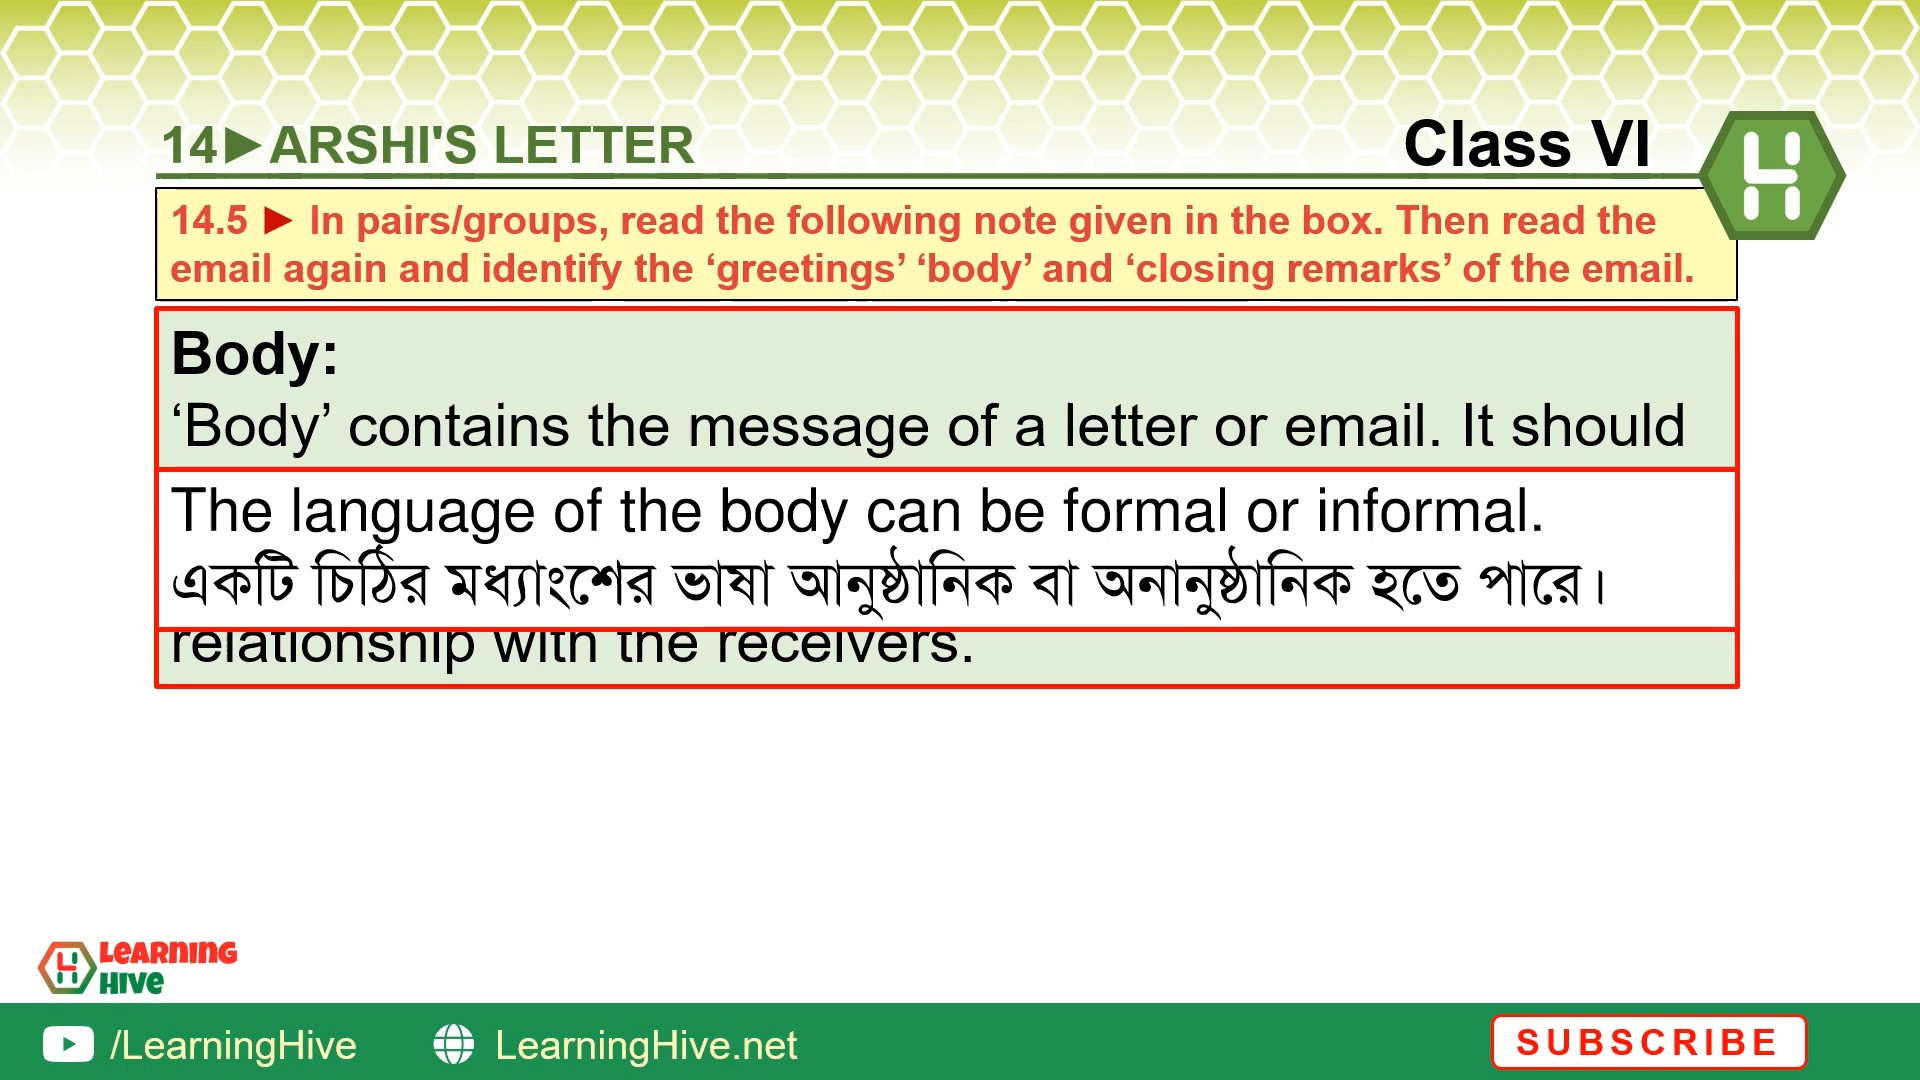 14►ARSHI'S LETTER
Class VI
14.5 ► In pairs/groups, read the following note given in the box. Then read the
email again and identify the ‘greetings’ ‘body’ and ‘closing remarks’ of the email.
Body:
‘Body’ contains the message of a letter or email. It should
The language of the body can be formal or informal.
একটি চিঠির মধ্যাংশের ভাষা আনুষ্ঠানিক বা অনানুষ্ঠানিক হতে পারে।
relationship with the receivers.
LEARNING
HIVE
/LearningHive
LearningHive.net
SUBSCRIBE